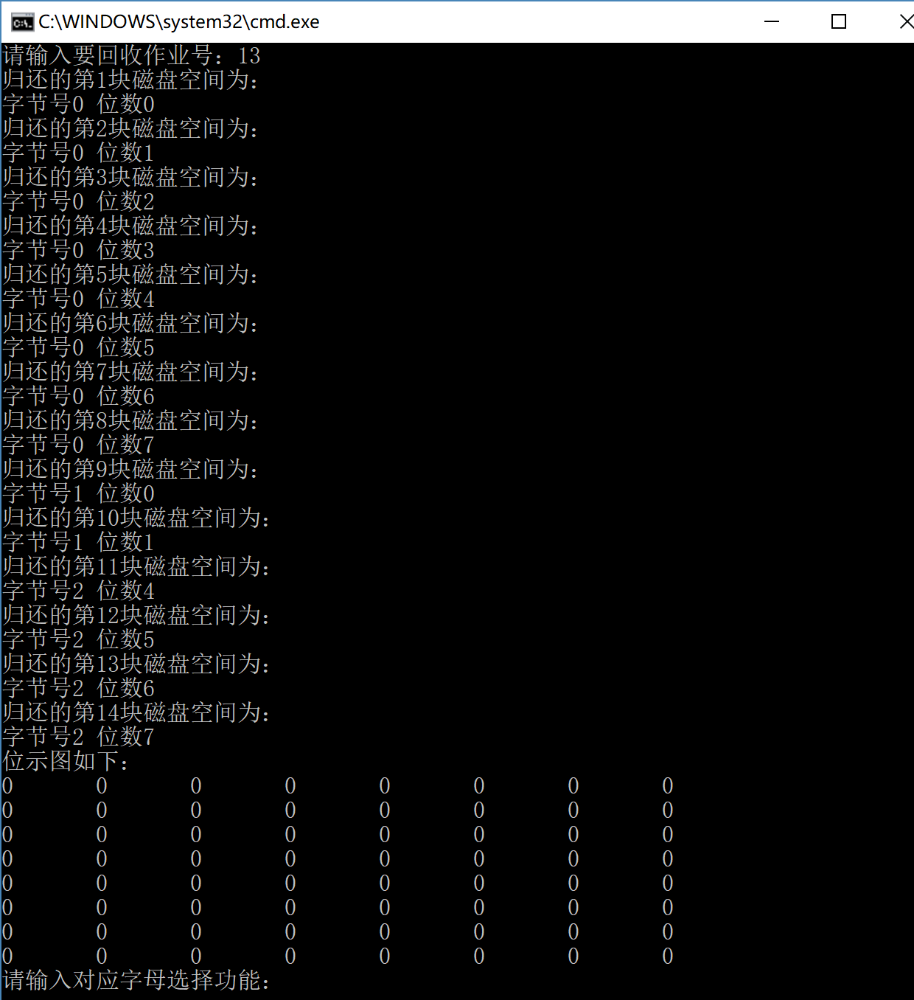 C:\WINDOWS\system32\cmd.exe
请输入要回收作业号：13
归还的第1块磁盘空间为：
字节号0 位数0
归还的第2块磁盘空间为：
字节号0 位数1
归还的第3块磁盘空间为：
字节号0 位数2
归还的第4块磁盘空间为：
字节号0 位数3
归还的第5块磁盘空间为：
字节号0 位数4
归还的第6块磁盘空间为：
字节号0 位数5
归还的第7块磁盘空间为：
字节号0 位数6
归还的第8块磁盘空间为：
字节号0 位数7
归还的第9块磁盘空间为：
字节号1 位数0
归还的第10块磁盘空间为：
字节号1 位数1
归还的第11块磁盘空间为：
字节号2 位数4
归还的第12块磁盘空间为：
字节号2 位数5
归还的第13块磁盘空间为：
字节号2 位数6
归还的第14块磁盘空间为：
字节号2 位数7
位示图如下：
0 0 0 0 0 0 0 0
0 0 0 0 0 0 0 0
0 0 0 0 0 0 0 0
0 0 0 0 0 0 0 0
0 0 0 0 0 0 0 0
0 0 0 0 0 0 0 0
0 0 0 0 0 0 0 0
0 0 0 0 0 0 0 0
请输入对应字母选择功能：